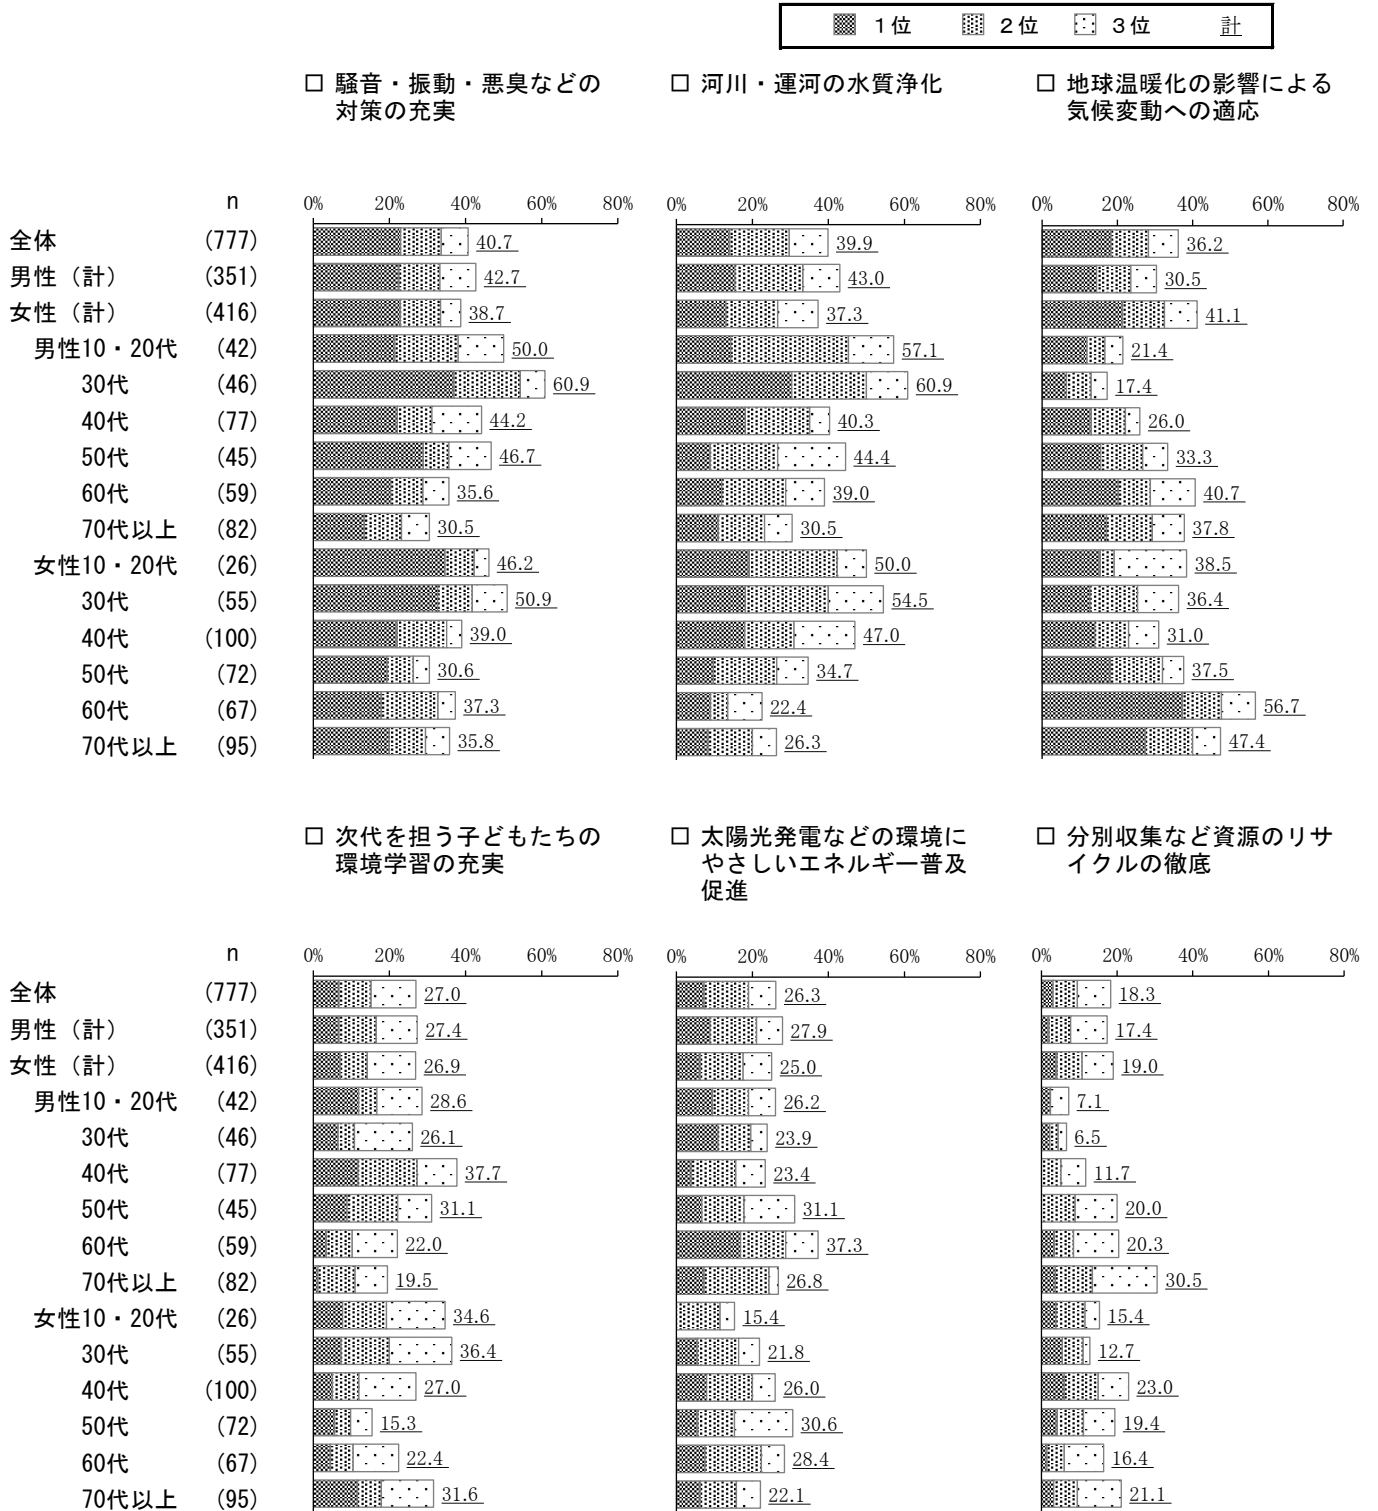 １位 ２位 ３位 計
□ 騒音・振動・悪臭などの対策の充実
□ 河川・運河の水質浄化
□ 地球温暖化の影響による気候変動への適応
n 0% 20% 40% 60% 80% 0% 20% 40% 60% 80% 0% 20% 40% 60% 80%
全体 (777) 40.7 39.9 36.2
男性（計） (351) 42.7 43.0 30.5
女性（計） (416) 38.7 37.3 41.1
男性10・20代 (42) 50.0 57.1 21.4
30代 (46) 60.9 60.9 17.4
40代 (77) 44.2 40.3 26.0
50代 (45) 46.7 44.4 33.3
60代 (59) 35.6 39.0 40.7
70代以上 (82) 30.5 30.5 37.8
女性10・20代 (26) 46.2 50.0 38.5
30代 (55) 50.9 54.5 36.4
40代 (100) 39.0 47.0 31.0
50代 (72) 30.6 34.7 37.5
60代 (67) 37.3 22.4 56.7
70代以上 (95) 35.8 26.3 47.4
□ 次代を担う子どもたちの環境学習の充実
□ 太陽光発電などの環境にやさしいエネルギー普及促進
□ 分別収集など資源のリサイクルの徹底
n 0% 20% 40% 60% 80% 0% 20% 40% 60% 80% 0% 20% 40% 60% 80%
全体 (777) 27.0 26.3 18.3
男性（計） (351) 27.4 27.9 17.4
女性（計） (416) 26.9 25.0 19.0
男性10・20代 (42) 28.6 26.2 7.1
30代 (46) 26.1 23.9 6.5
40代 (77) 37.7 23.4 11.7
50代 (45) 31.1 31.1 20.0
60代 (59) 22.0 37.3 20.3
70代以上 (82) 19.5 26.8 30.5
女性10・20代 (26) 34.6 15.4 15.4
30代 (55) 36.4 21.8 12.7
40代 (100) 27.0 26.0 23.0
50代 (72) 15.3 30.6 19.4
60代 (67) 22.4 28.4 16.4
70代以上 (95) 31.6 22.1 21.1